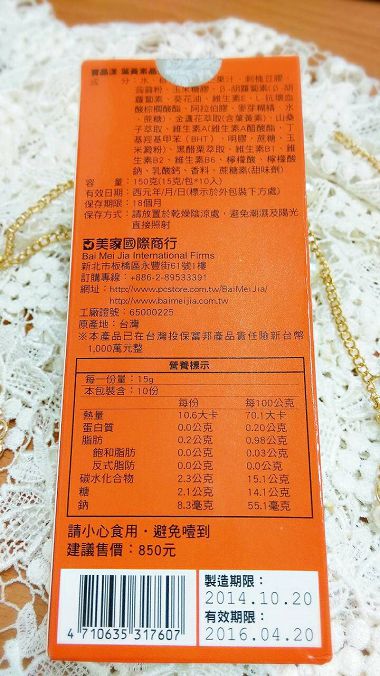 寶晶漾 葉黃素晶
成　分：水、 果汁、刺槐豆膠
蒟蒻粉、玉米糖膠、β-胡蘿蔔素(β-胡
蘿蔔素、葵花油、維生素E、L-抗壞血
酸棕櫚酸酯、阿拉伯膠、麥芽糊精、水
、蔗糖)、金盞花萃取(含葉黃素)、山桑
子萃取、維生素A(維生素A醋酸酯、丁
基羥基甲苯（BHT）、明膠、蔗糖、玉
米澱粉)、黑醋栗萃取、維生素B1、維
生素B2、維生素B6、檸檬酸、檸檬酸
鈉、乳酸鈣、香料、蔗糖素(甜味劑)
容　量：150克(15克/包*10入)
有效日期：西元年/月/日(標示於外包裝下方處)
保存期限：18個月
保存方式：請放置於乾燥陰涼處，避免潮濕及陽光
直接照射
美家國際商行
Bai Mei Jia International Firms
新北市板橋區永豐街61號1樓
訂購專線：+886-2-89533391
網址：http://www.pcstore.com.tw/BaiMeiJia/
http://www.baimeijia.com.tw/
工廠證號：65000225
原產地：台灣
※本產品已在台灣投保富邦產品責任險新台幣
1,000萬元整
營養標示
每一份量：15g
本包裝含：10份
每份 每100公克
熱量 10.6大卡 70.1大卡
蛋白質 0.0公克 0.20公克
脂肪 0.2公克 0.98公克
飽和脂肪 0.0公克 0.03公克
反式脂肪 0.0公克 0.0公克
碳水化合物 2.3公克 15.1公克
糖 2.1公克 14.1公克
鈉 8.3毫克 55.1毫克
請小心食用，避免噎到
建議售價：850元
4 710635 317607
製造期限：
2014.10.20
有效期限：
2016.04.20